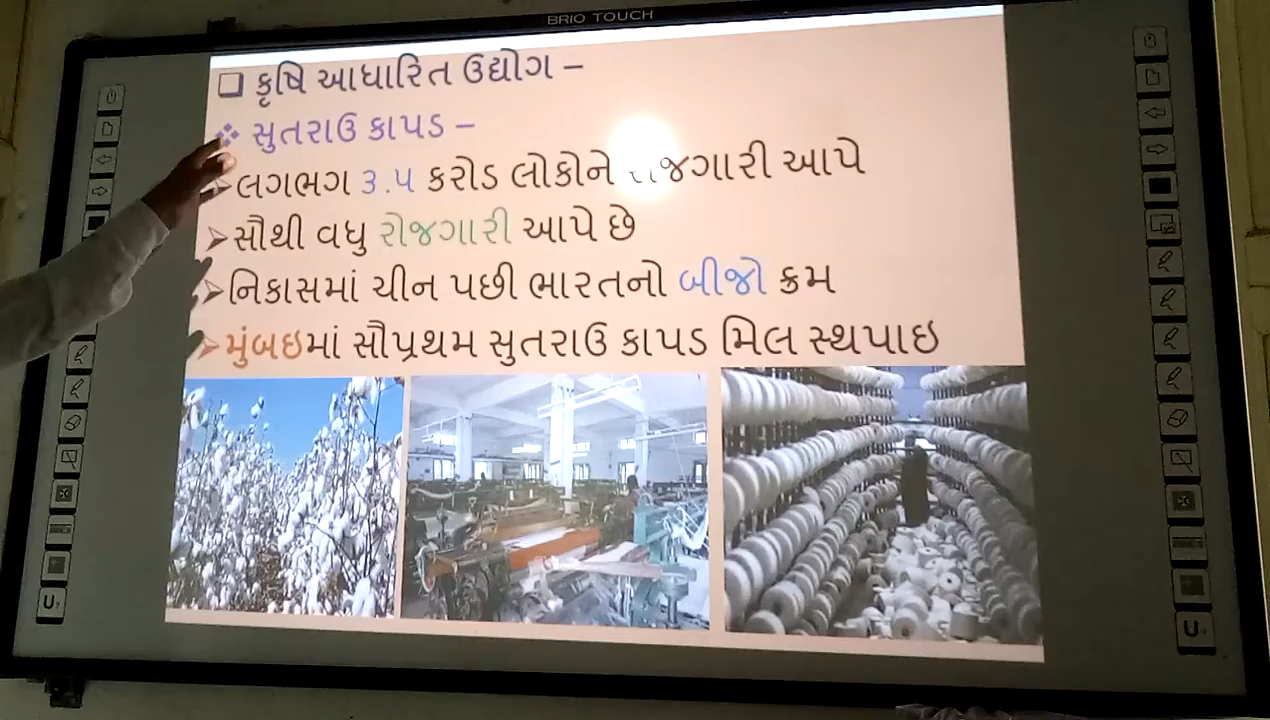 BRIO TOUCH
કૃષિ આધારિત ઉદ્યોગ –
સુતરાઉ કાપડ –
લગભગ ૩.૫ કરોડ લોકોને આપે
સૌથી વધુ રોજગારી આપે છે
નિકાસમાં ચીન પછી ભારતનો બીજો ક્રમ
મુંબઇમાં સૌપ્રથમ સુતરાઉ કાપડ મિલ સ્થપાઇ